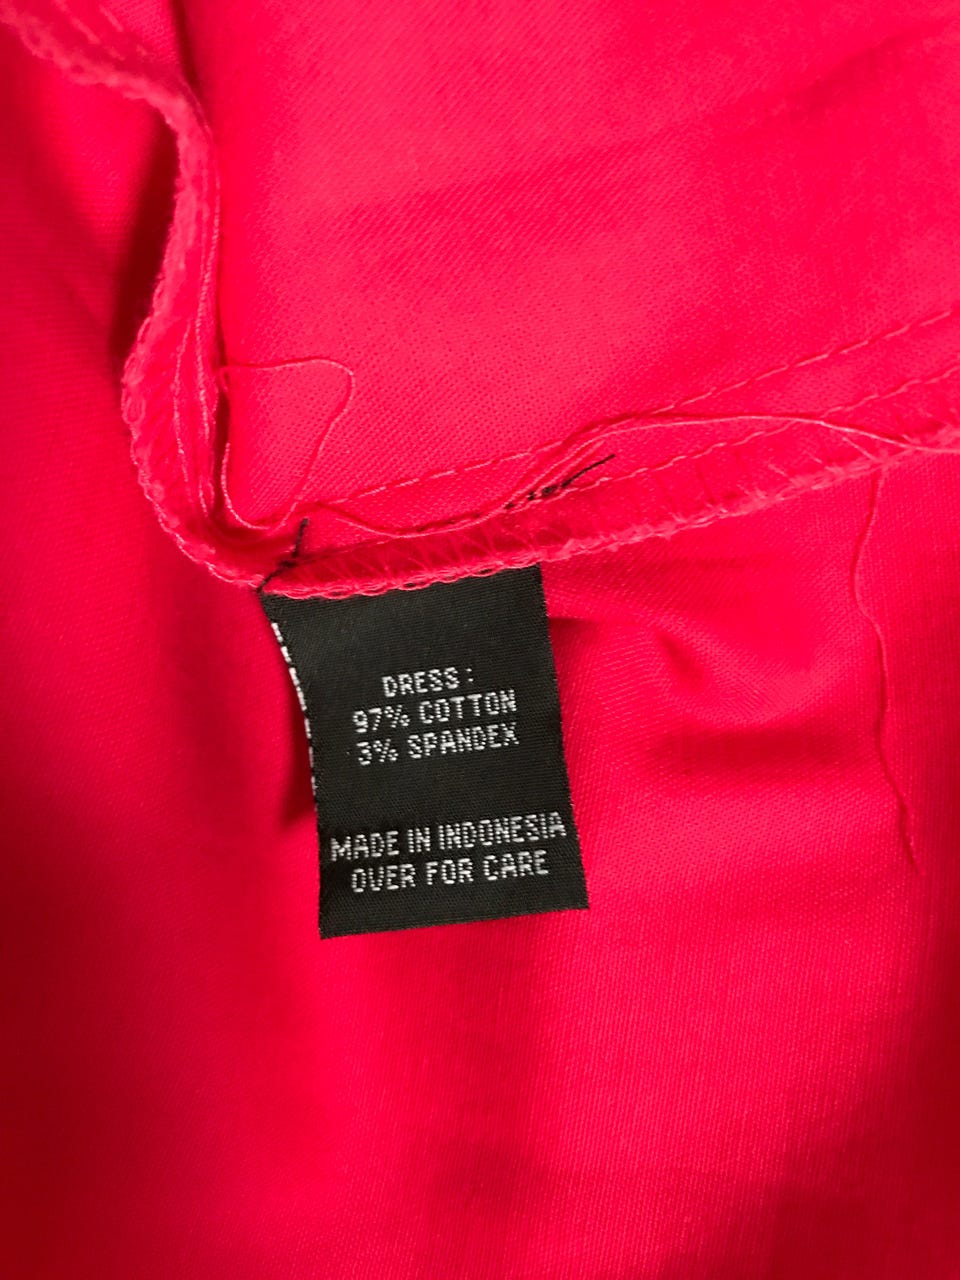 DRESS:
97% COTTON
3% SPANDEX
MADE IN INDONESIA
OVER FOR CARE